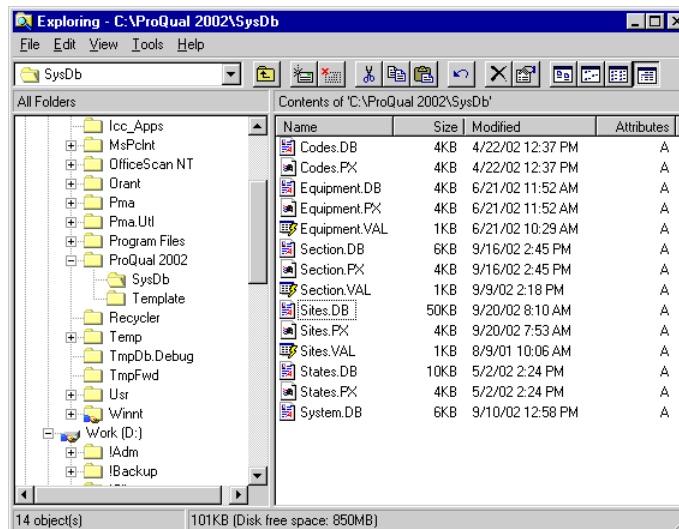 Exploring - C:\ProQual 2002\SysDb
File Edit View Tools Help
SysDb
All Folders
Contents of 'C:\ProQual 2002\SysDb'
Icc_Apps
MsPclnt
OfficeScan NT
Orant
Pma
Pma.Utl
Program Files
ProQual 2002
SysDb
Template
Recycler
Temp
TmpDb.Debug
TmpFwd
Usr
Winnt
Work (D:)
!Adm
!Backup
Name Size Modified Attributes
Codes.DB 4KB 4/22/02 12:37 PM A
Codes.PX 4KB 4/22/02 12:37 PM A
Equipment.DB 4KB 6/21/02 11:52 AM A
Equipment.PX 4KB 6/21/02 11:52 AM A
Equipment.VAL 1KB 6/21/02 10:29 AM A
Section.DB 6KB 9/16/02 2:45 PM A
Section.PX 4KB 9/16/02 2:45 PM A
Section.VAL 1KB 9/9/02 2:18 PM A
Sites.DB 50KB 9/20/02 8:10 AM A
Sites.PX 4KB 9/20/02 7:53 AM A
Sites.VAL 1KB 8/9/01 10:06 AM A
States.DB 10KB 5/2/02 2:24 PM A
States.PX 4KB 5/2/02 2:24 PM A
System.DB 6KB 9/10/02 12:58 PM A
14 object(s)
101KB (Disk free space: 850MB)